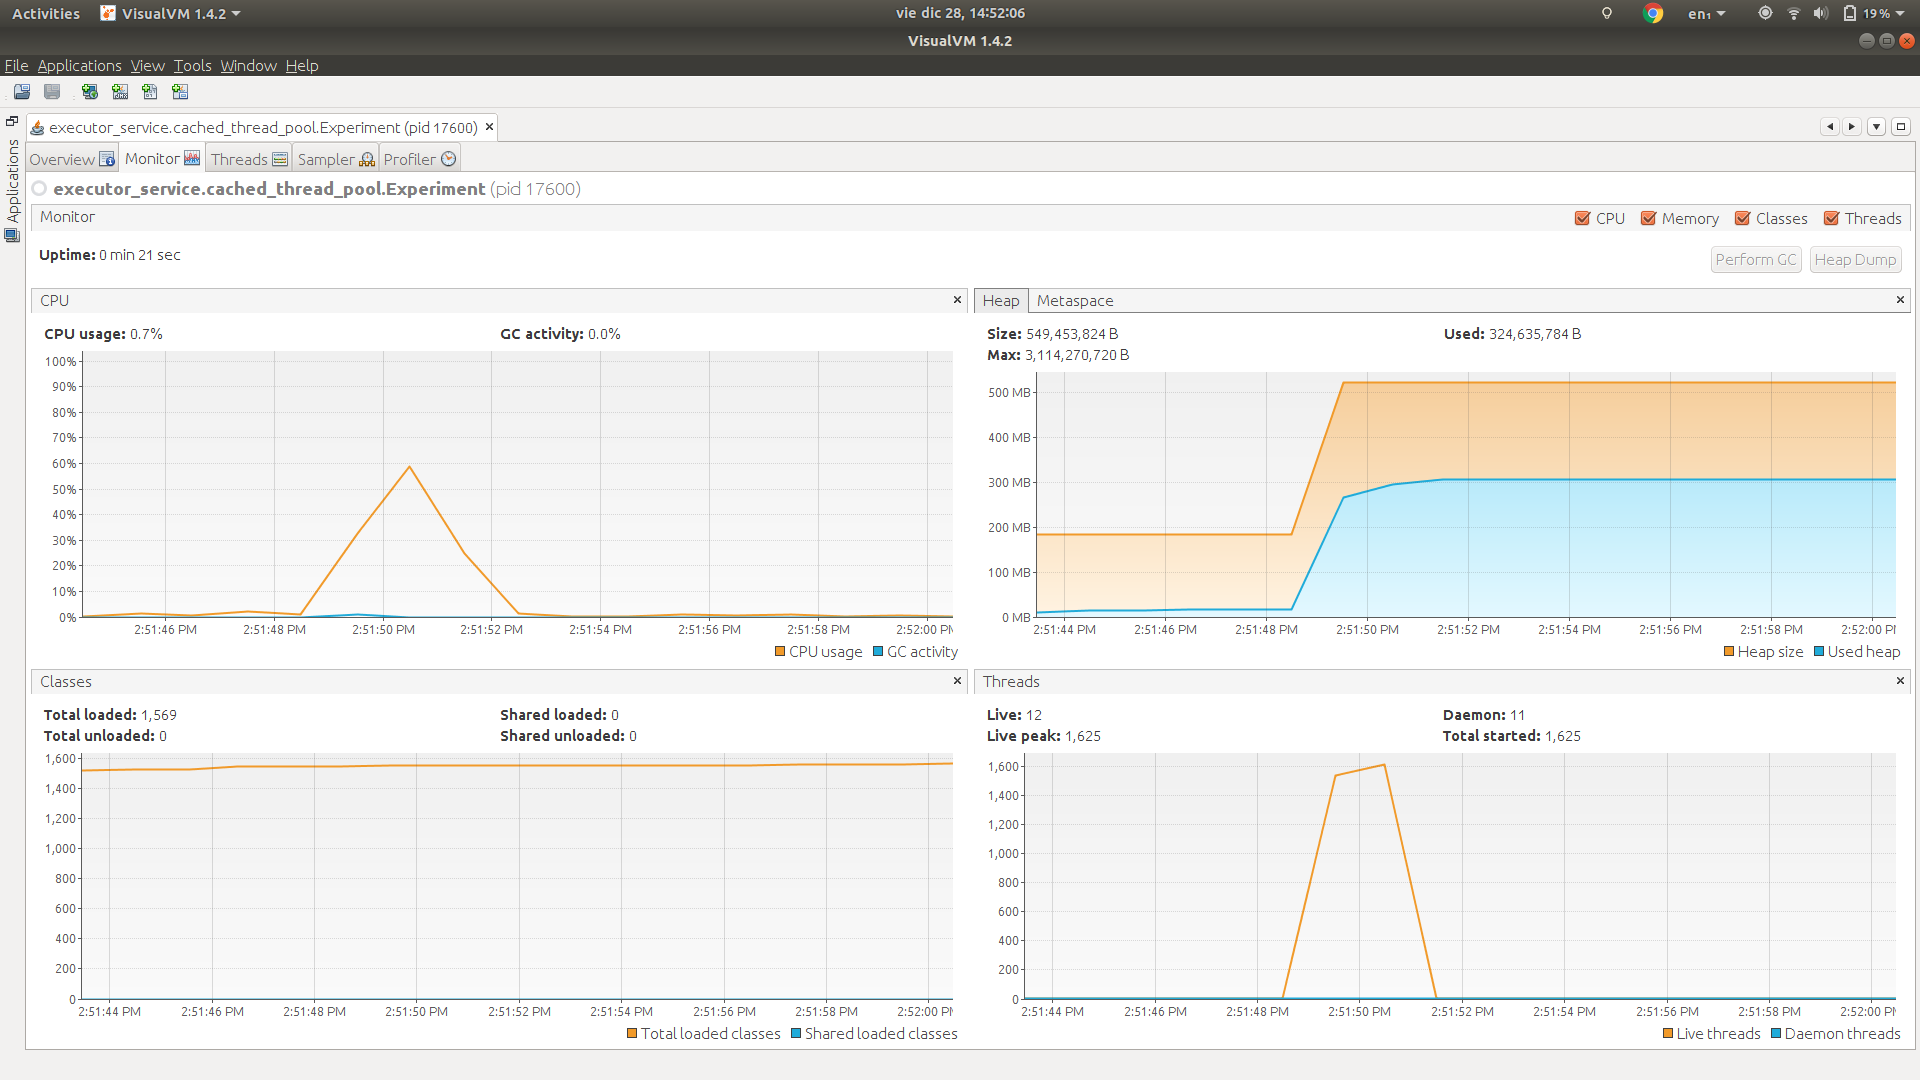 Activities VisualVM 1.4.2 vie dic 28, 14:52:06 en₁ 19 %
VisualVM 1.4.2
File Applications View Tools Window Help
Applications
executor_service.cached_thread_pool.Experiment (pid 17600)
Overview Monitor Threads Sampler Profiler
executor_service.cached_thread_pool.Experiment (pid 17600)
Monitor CPU Memory Classes Threads
Uptime: 0 min 21 sec Perform GC Heap Dump
CPU
CPU usage: 0.7% GC activity: 0.0%
100%
90%
80%
70%
60%
50%
40%
30%
20%
10%
0%
2:51:46 PM 2:51:48 PM 2:51:50 PM 2:51:52 PM 2:51:54 PM 2:51:56 PM 2:51:58 PM 2:52:00 PM
CPU usage GC activity
Heap Metaspace
Size: 549,453,824 B Used: 324,635,784 B
Max: 3,114,270,720 B
500 MB
400 MB
300 MB
200 MB
100 MB
0 MB
2:51:44 PM 2:51:46 PM 2:51:48 PM 2:51:50 PM 2:51:52 PM 2:51:54 PM 2:51:56 PM 2:51:58 PM 2:52:00 PM
Heap size Used heap
Classes
Total loaded: 1,569 Shared loaded: 0
Total unloaded: 0 Shared unloaded: 0
1,600
1,400
1,200
1,000
800
600
400
200
0
2:51:44 PM 2:51:46 PM 2:51:48 PM 2:51:50 PM 2:51:52 PM 2:51:54 PM 2:51:56 PM 2:51:58 PM 2:52:00 PM
Total loaded classes Shared loaded classes
Threads
Live: 12 Daemon: 11
Live peak: 1,625 Total started: 1,625
1,600
1,400
1,200
1,000
800
600
400
200
0
2:51:44 PM 2:51:46 PM 2:51:48 PM 2:51:50 PM 2:51:52 PM 2:51:54 PM 2:51:56 PM 2:51:58 PM 2:52:00 PM
Live threads Daemon threads